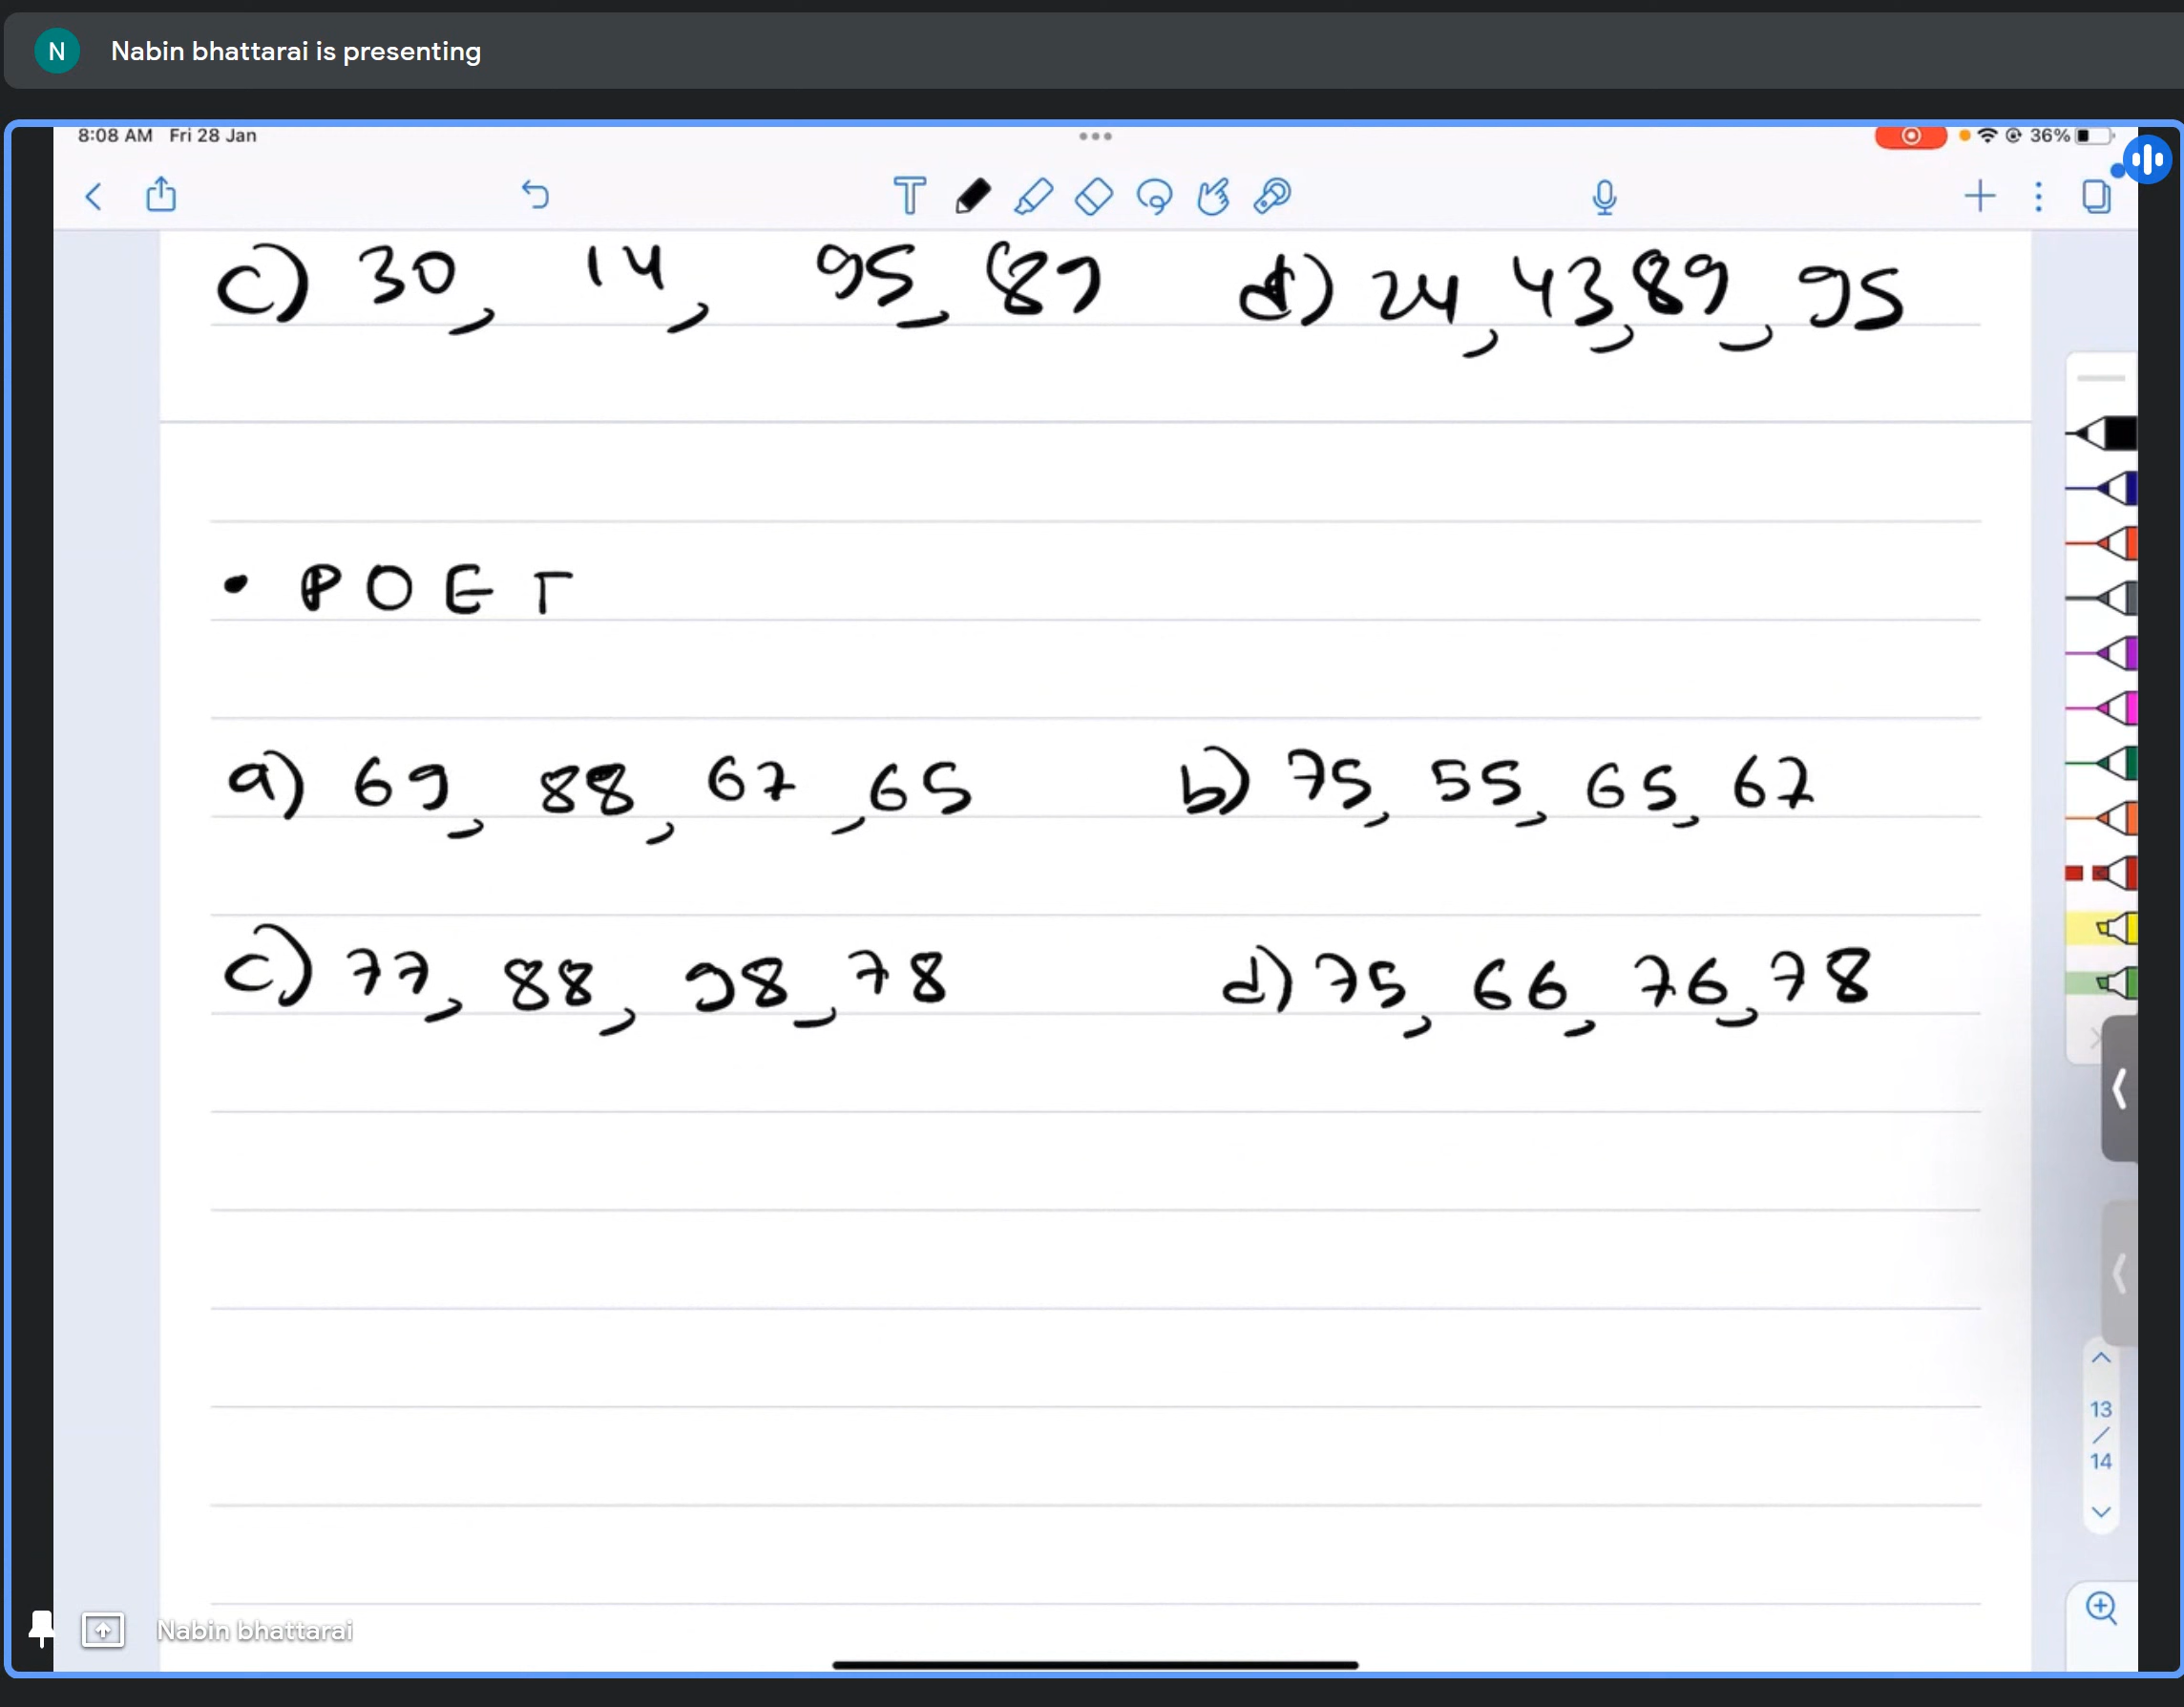 N Nabin bhattarai is presenting
8:08 AM Fri 28 Jan 36%
T
c) 30, 14, 95, 89 d) 24, 43, 89, 95
• POET
a) 69, 88, 67, 65 b) 75, 55, 65, 67
c) 77, 88, 98, 78 d) 75, 66, 76, 78
13
/
14
Nabin bhattarai